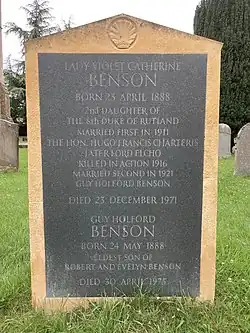 LADY VIOLET CATHERINE
BENSON
BORN 23 APRIL 1888
2ND DAUGHTER OF
THE 8TH DUKE OF RUTLAND
MARRIED FIRST IN 1911
THE HON. HUGO FRANCIS CHARTERIS
LATER LORD ELCHO
KILLED IN ACTION 1916
MARRIED SECOND IN 1921
GUY HOLFORD BENSON
DIED 23 DECEMBER 1971
GUY HOLFORD
BENSON
BORN 24 MAY 1888
ELDEST SON OF
ROBERT AND EVELYN BENSON
DIED 30 APRIL 1975